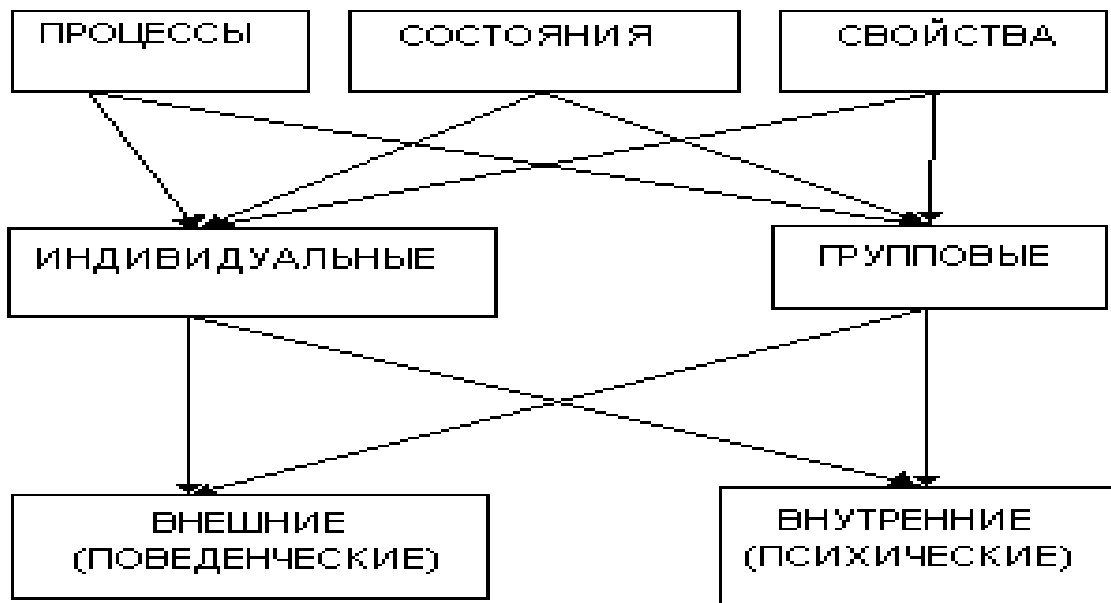 ПРОЦЕССЫ
СОСТОЯНИЯ
СВОЙСТВА
ИНДИВИДУАЛЬНЫЕ
ГРУППОВЫЕ
ВНЕШНИЕ
(ПОВЕДЕНЧЕСКИЕ)
ВНУТРЕННИЕ
(ПСИХИЧЕСКИЕ)